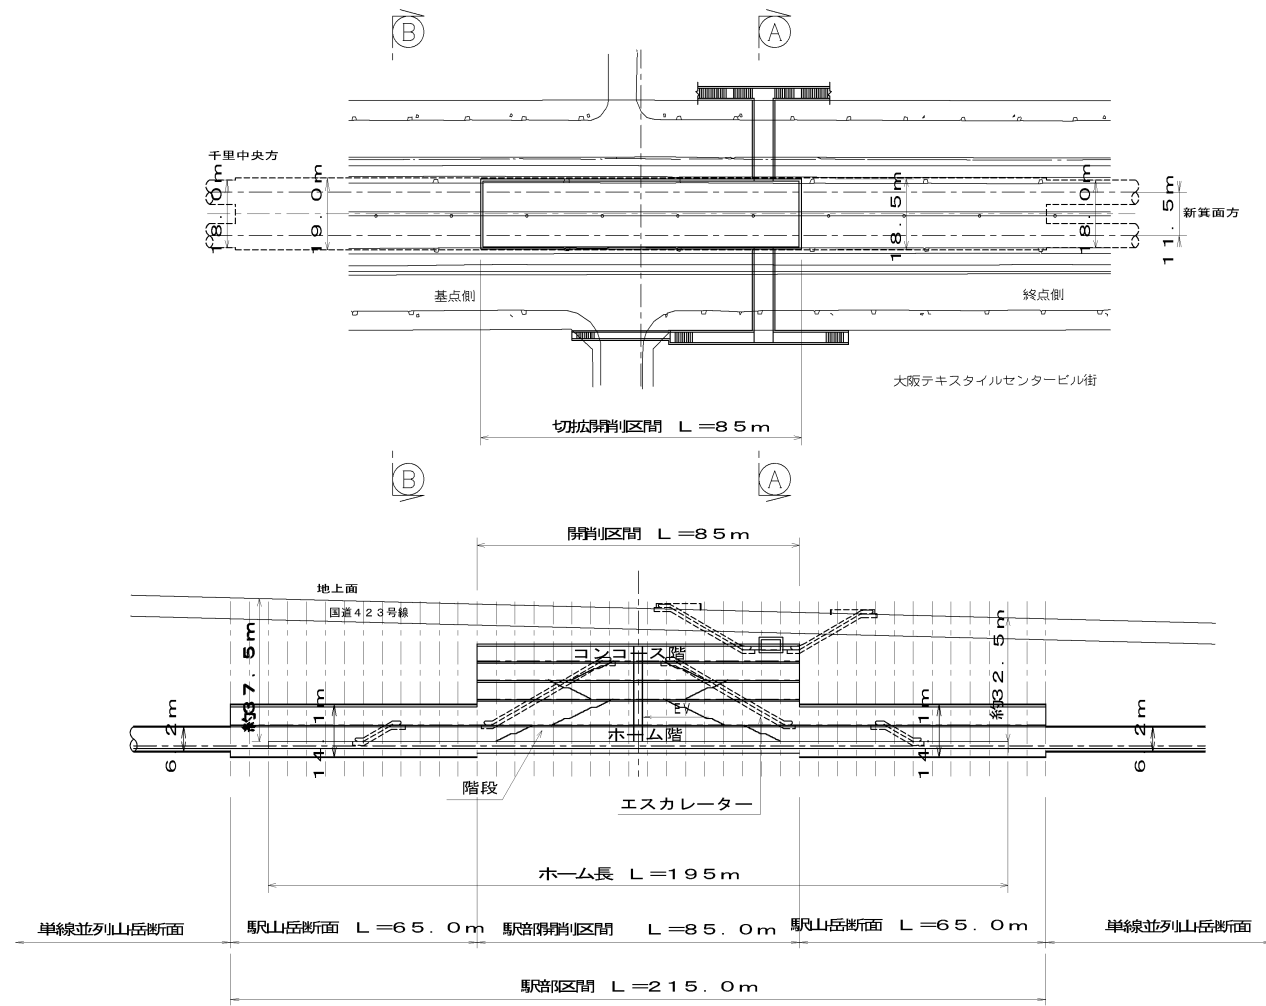 B
A
千里中央方
18.0m
19.0m
18.5m
18.0m
11.5m
新箕面方
基点側
終点側
大阪テキスタイルセンタービル街
切拡開削区間 L=85m
B
A
開削区間 L=85m
地上面
国道423号線
約37.5m
コンコース階
約32.5m
6.2m
14.1m
EV
ホーム階
14.1m
6.2m
階段
エスカレーター
ホーム長 L=195m
単線並列山岳断面
駅山岳断面 L=65.0m
駅部開削区間 L=85.0m
駅山岳断面 L=65.0m
単線並列山岳断面
駅部区間 L=215.0m